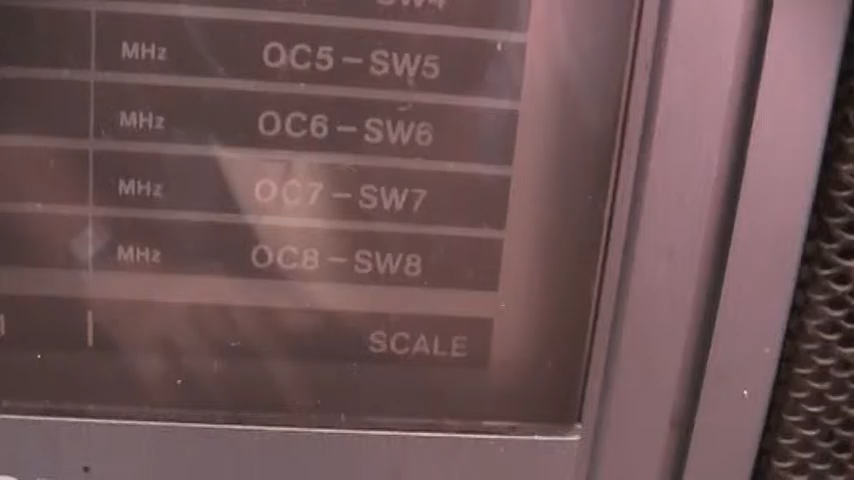 SW4
MHz OC5-SW5
MHz OC6-SW6
MHz OC7-SW7
MHz OC8-SW8
SCALE